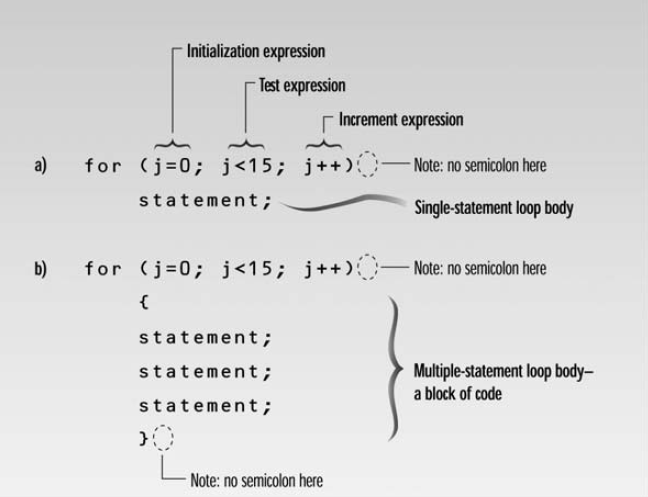 Initialization expression
Test expression
Increment expression
a) for (j=0; j<15; j++) Note: no semicolon here
statement;
Single-statement loop body
b) for (j=0; j<15; j++) Note: no semicolon here
{
statement;
statement;
Multiple-statement loop body–
a block of code
statement;
}
Note: no semicolon here